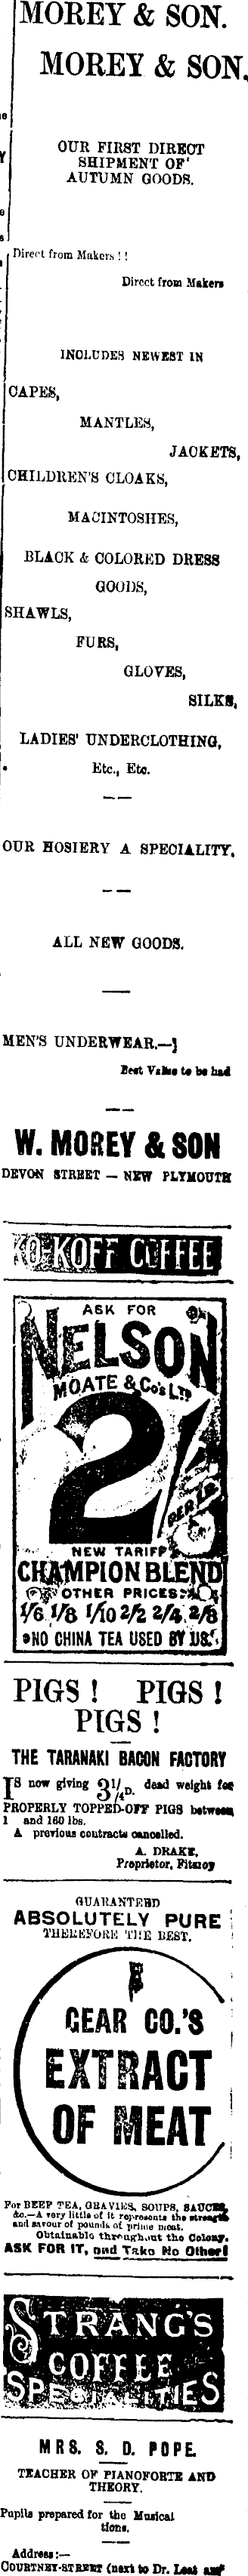 MOREY & SON.
MOREY & SON.
OUR FIRST DIRECT
SHIPMENT OF
AUTUMN GOODS.
Direct from Makers ! !
Direct from Makers
INCLUDES NEWEST IN
CAPES,
MANTLES,
JACKETS,
CHILDREN'S CLOAKS,
MACINTOSHES,
BLACK & COLORED DRESS
GOODS,
SHAWLS,
FURS,
GLOVES,
SILKS,
LADIES' UNDERCLOTHING,
Etc., Etc.
OUR HOSIERY A SPECIALITY.
ALL NEW GOODS.
MEN'S UNDERWEAR.—}
Best Value to be had
W. MOREY & SON
DEVON STREET — NEW PLYMOUTH
KO-KOFF COFFEE
ASK FOR
NELSON
MOATE & Co's LTD
2/
PER LB.
NEW TARIFF
CHAMPION BLEND
OTHER PRICES:
1/6 1/8 1/10 2/2 2/4 2/8
NO CHINA TEA USED BY US.
PIGS ! PIGS !
PIGS !
THE TARANAKI BACON FACTORY
IS now giving 2¼D. dead weight for
PROPERLY TOPPED-OFF PIGS between
1 and 160 lbs.
A previous contracts cancelled.
A. DRAKE,
Proprietor, Fitzroy
GUARANTEED
ABSOLUTELY PURE
THEREFORE THE BEST.
GEAR CO.'S
EXTRACT
OF MEAT
For BEEF TEA, GRAVIES, SOUPS, SAUCES,
&c.—A very little of it represents the strength
and savour of pounds of prime meat.
Obtainable throughout the Colony.
ASK FOR IT, and Take No Other!
STRANG'S
COFFEE
SPECIALITIES
MRS. S. D. POPE.
TEACHER OF PIANOFORTE AND
THEORY.
Pupils prepared for the Musical
tions.
Address:—
COURTNEY-STREET (next to Dr. Leat